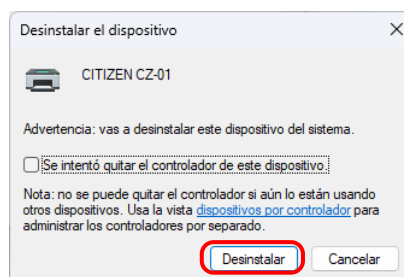 Desinstalar el dispositivo
CITIZEN CZ-01
Advertencia: vas a desinstalar este dispositivo del sistema.
Se intentó quitar el controlador de este dispositivo.
Nota: no se puede quitar el controlador si aún lo están usando
otros dispositivos. Usa la vista dispositivos por controlador para
administrar los controladores por separado.
Desinstalar Cancelar